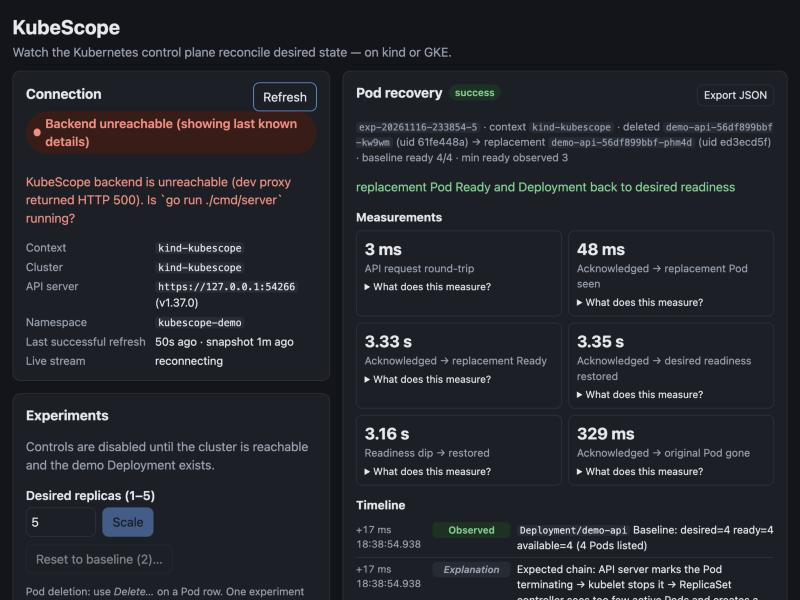 KubeScope
Watch the Kubernetes control plane reconcile desired state — on kind or GKE.
Connection
Refresh
Backend unreachable (showing last known
details)
KubeScope backend is unreachable (dev proxy
returned HTTP 500). Is `go run ./cmd/server`
running?
Context kind-kubescope
Cluster kind-kubescope
API server https://127.0.0.1:54266
(v1.37.0)
Namespace kubescope-demo
Last successful refresh 50s ago · snapshot 1m ago
Live stream reconnecting
Experiments
Controls are disabled until the cluster is reachable
and the demo Deployment exists.
Desired replicas (1–5)
5 Scale
Reset to baseline (2)...
Pod deletion: use Delete... on a Pod row. One experiment
Pod recovery success
Export JSON
exp-20261116-233854-5 · context kind-kubescope · deleted demo-api-56df899bbf
-kw9wm (uid 61fe448a) → replacement demo-api-56df899bbf-phm4d (uid ed3ecd5f)
· baseline ready 4/4 · min ready observed 3
replacement Pod Ready and Deployment back to desired readiness
Measurements
3 ms
API request round-trip
▶ What does this measure?
48 ms
Acknowledged → replacement Pod
seen
▶ What does this measure?
3.33 s
Acknowledged → replacement Ready
▶ What does this measure?
3.35 s
Acknowledged → desired readiness
restored
▶ What does this measure?
3.16 s
Readiness dip → restored
▶ What does this measure?
329 ms
Acknowledged → original Pod gone
▶ What does this measure?
Timeline
+17 ms
18:38:54.938
Observed
Deployment/demo-api Baseline: desired=4 ready=4
available=4 (4 Pods listed)
+17 ms
18:38:54.938
Explanation
Expected chain: API server marks the Pod
terminating → kubelet stops it → ReplicaSet
controller sees too few active Pods and creates a